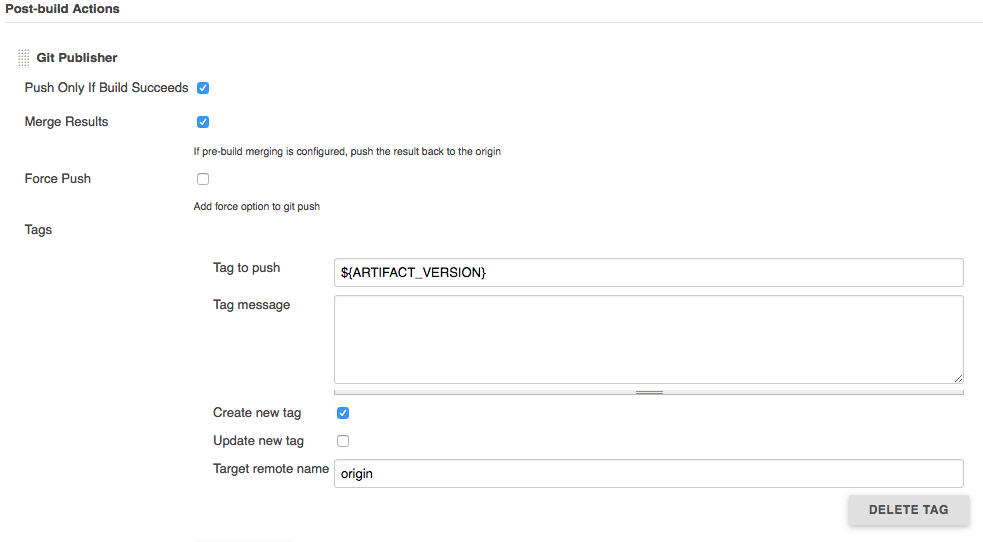 Post-build Actions
Git Publisher
Push Only If Build Succeeds
Merge Results
If pre-build merging is configured, push the result back to the origin
Force Push
Add force option to git push
Tags
Tag to push ${ARTIFACT_VERSION}
Tag message
Create new tag
Update new tag
Target remote name origin
DELETE TAG